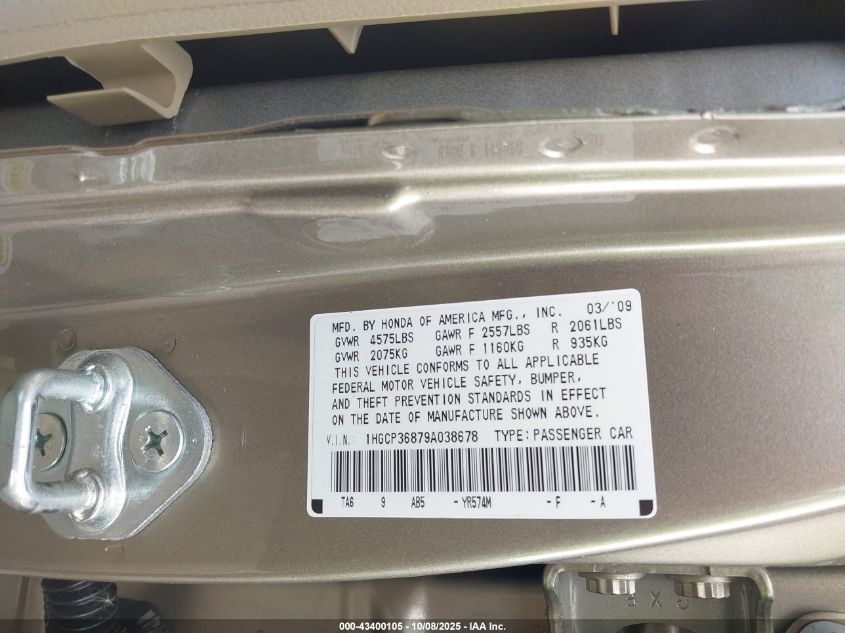 MFD. BY HONDA OF AMERICA MFG., INC. 03/'09
GVWR 4575LBS GAWR F 2557LBS R 2061LBS
GVWR 2075KG GAWR F 1160KG R 935KG
THIS VEHICLE CONFORMS TO ALL APPLICABLE
FEDERAL MOTOR VEHICLE SAFETY, BUMPER,
AND THEFT PREVENTION STANDARDS IN EFFECT
ON THE DATE OF MANUFACTURE SHOWN ABOVE.
V.I.N.: 1HGCP36879A038678 TYPE: PASSENGER CAR
TA6 9 AB5 - YR574M - F - A
000-43400105 - 10/08/2025 - IAA Inc.